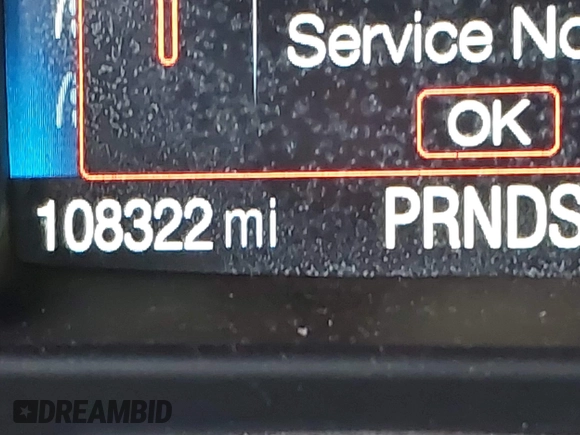 Service No
OK
108322 mi
PRNDS
DREAMBID